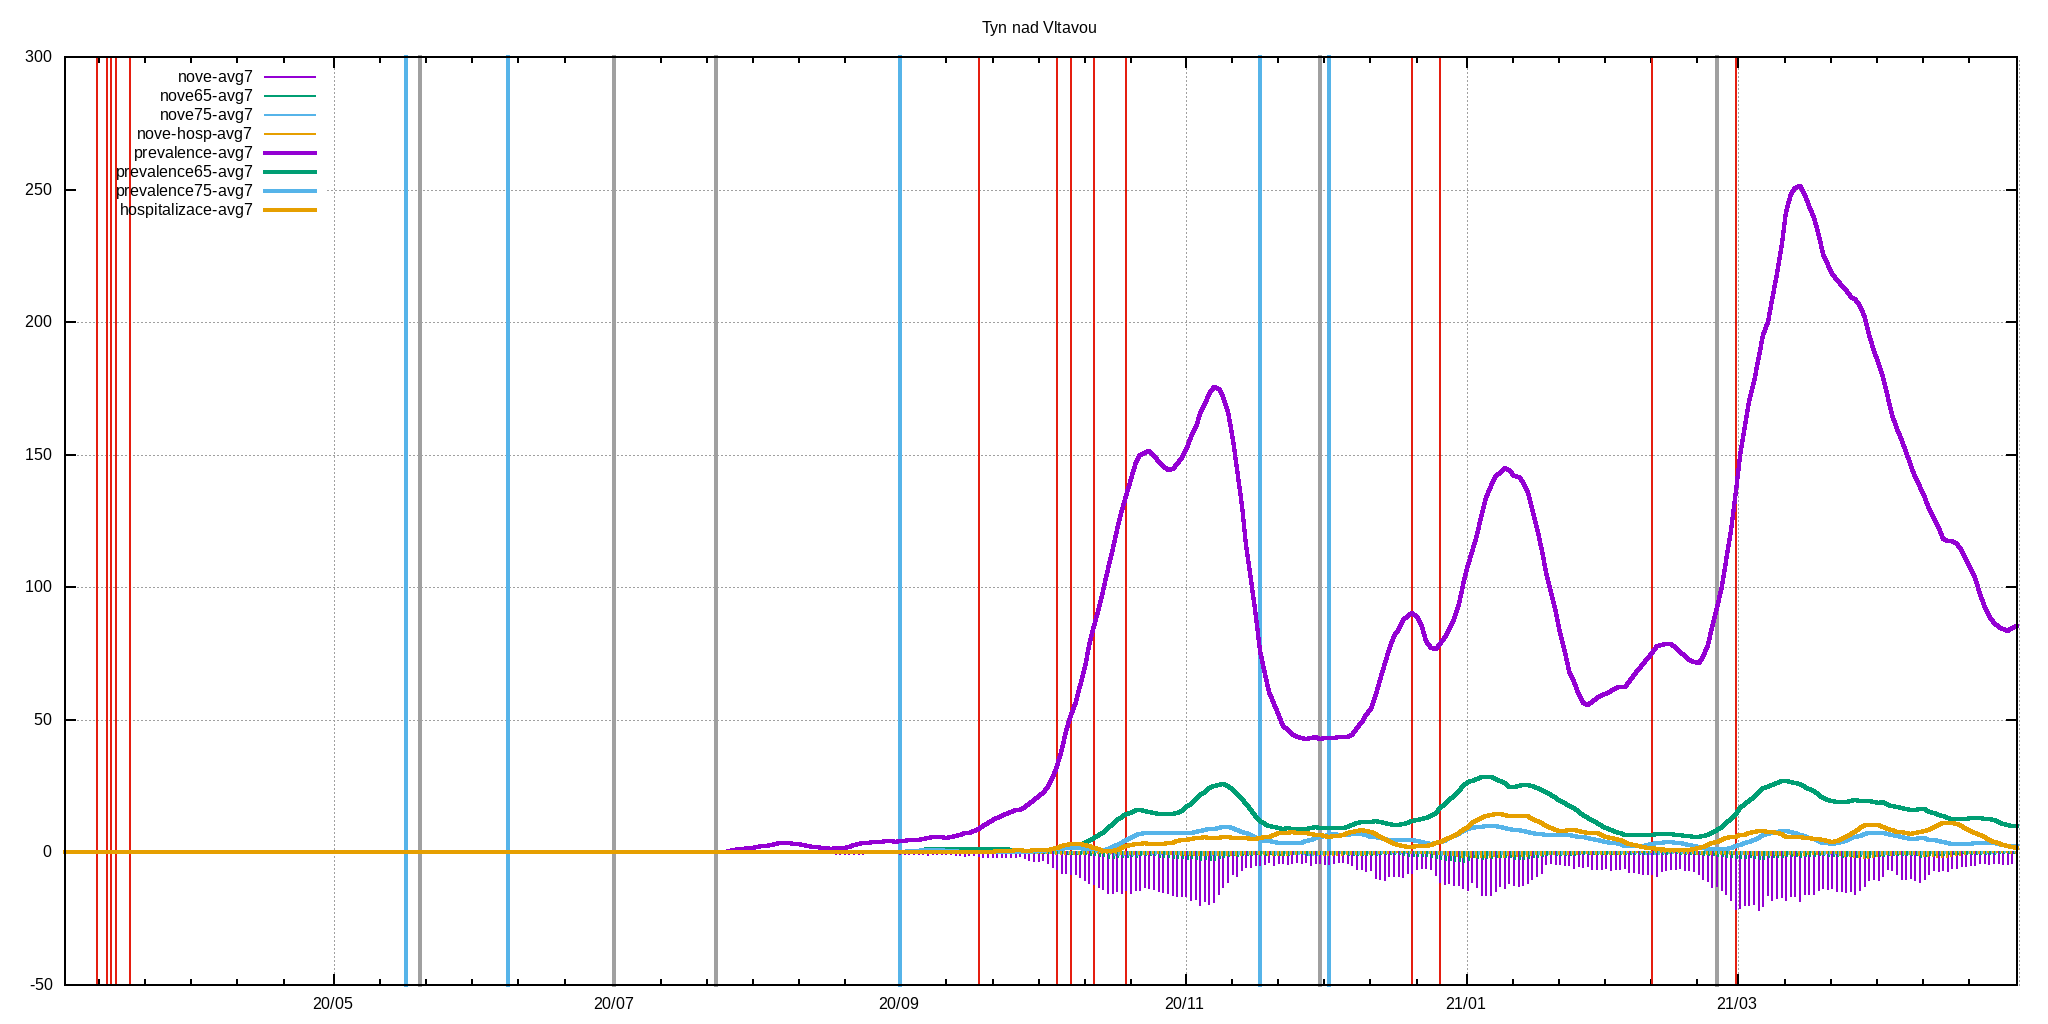 Tyn nad Vltavou
300
250
200
150
100
50
0
-50
nove-avg7
nove65-avg7
nove75-avg7
nove-hosp-avg7
prevalence-avg7
prevalence65-avg7
prevalence75-avg7
hospitalizace-avg7
20/05 20/07 20/09 20/11 21/01 21/03